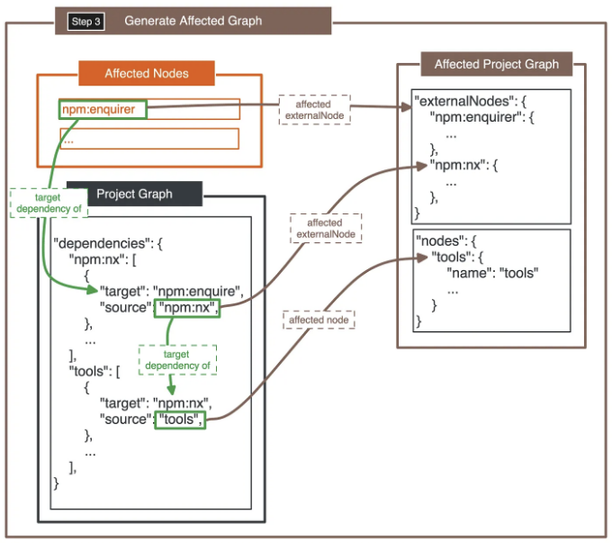 Step 3 Generate Affected Graph
Affected Nodes
npm:enquirer
...
target
dependency of
Project Graph
"dependencies": {
"npm:nx": [
{
"target": "npm:enquire",
"source": "npm:nx",
},
...
],
target
dependency of
"tools": [
{
"target": "npm:nx",
"source": "tools",
},
...
],
}
affected
externalNode
affected
externalNode
affected node
Affected Project Graph
"externalNodes": {
"npm:enquirer": {
...
},
"npm:nx": {
...
},
}
"nodes": {
"tools": {
"name": "tools"
...
}
}